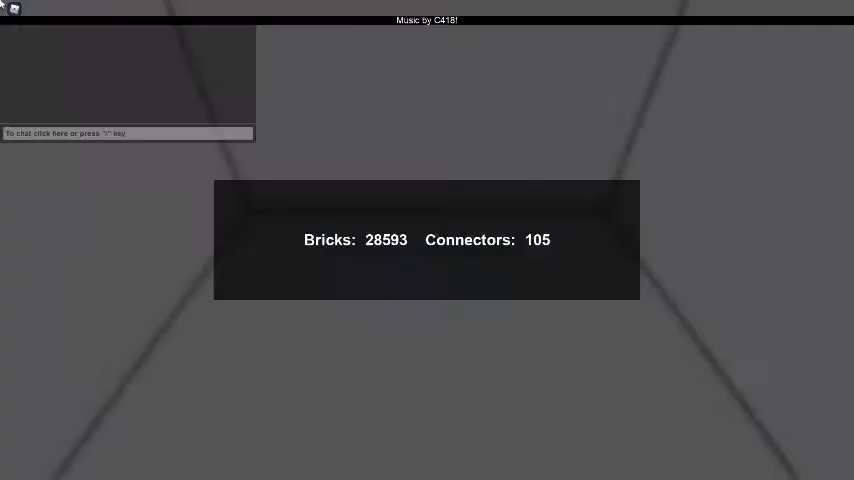 Music by C418!
To chat click here or press "/" key
Bricks: 28593 Connectors: 105